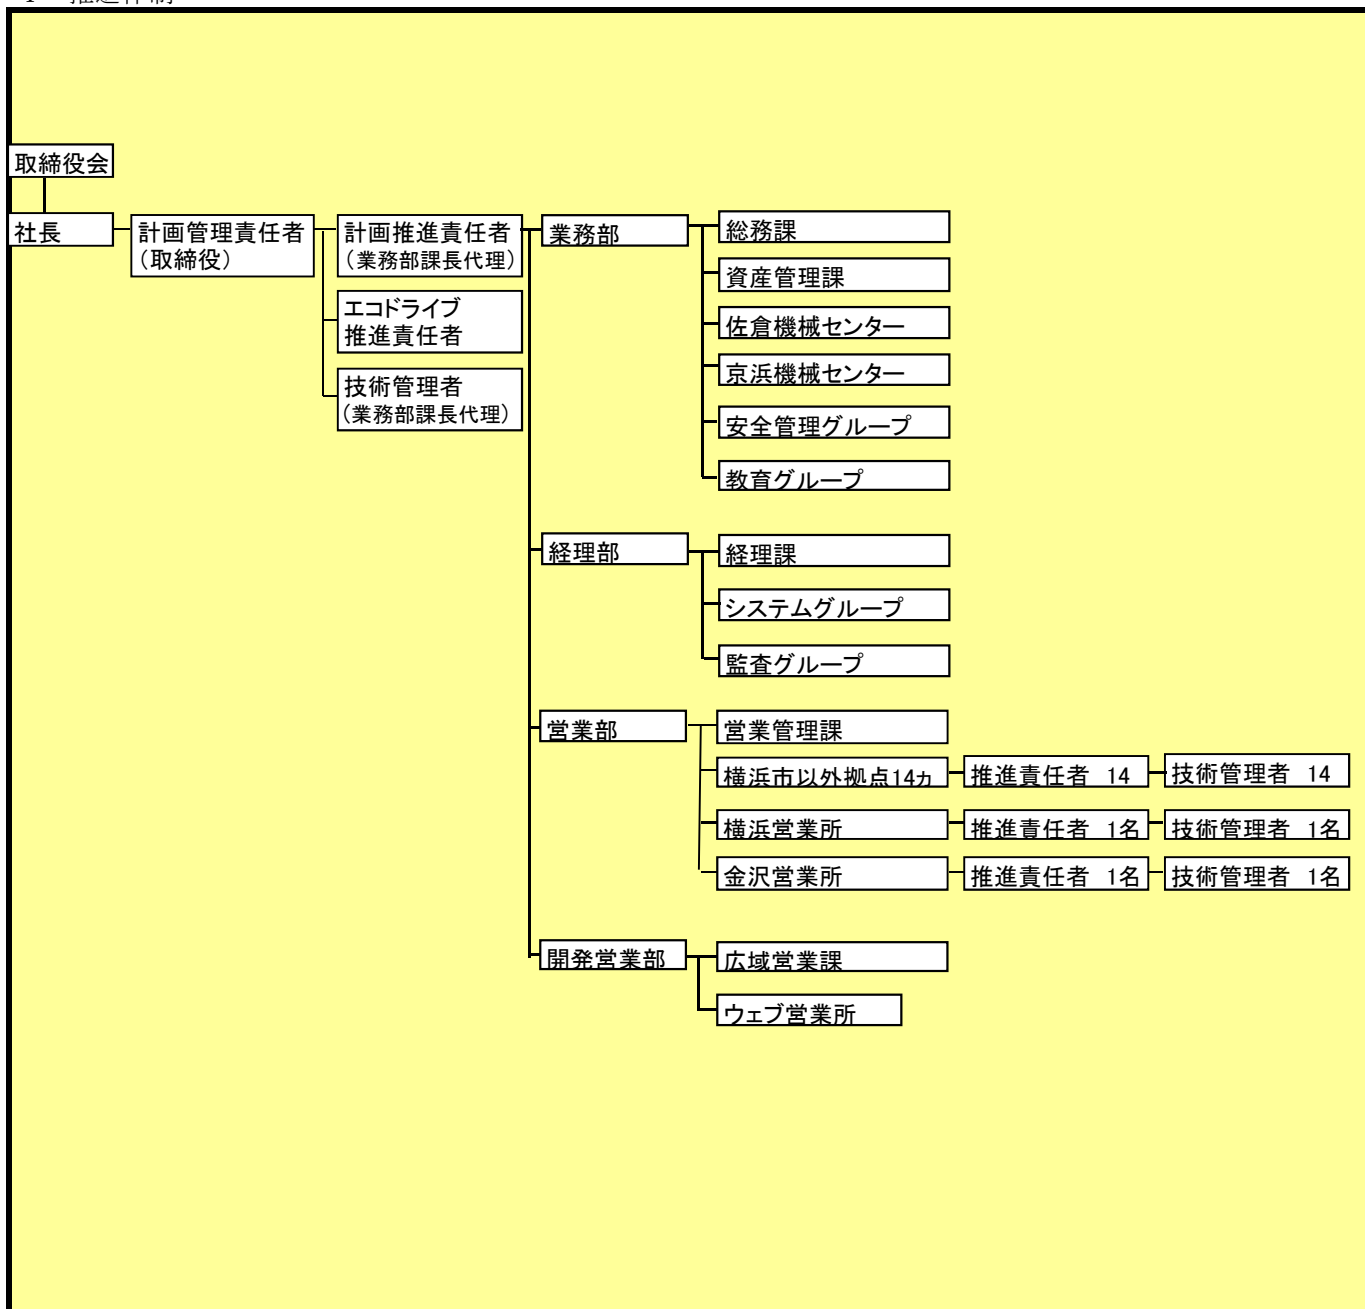 取締役会
社長
計画管理責任者
（取締役）
計画推進責任者
（業務部課長代理）
エコドライブ
推進責任者
技術管理者
（業務部課長代理）
業務部
総務課
資産管理課
佐倉機械センター
京浜機械センター
安全管理グループ
教育グループ
経理部
経理課
システムグループ
監査グループ
営業部
営業管理課
横浜市以外拠点14カ
推進責任者 14
技術管理者 14
横浜営業所
推進責任者 1名
技術管理者 1名
金沢営業所
推進責任者 1名
技術管理者 1名
開発営業部
広域営業課
ウェブ営業所